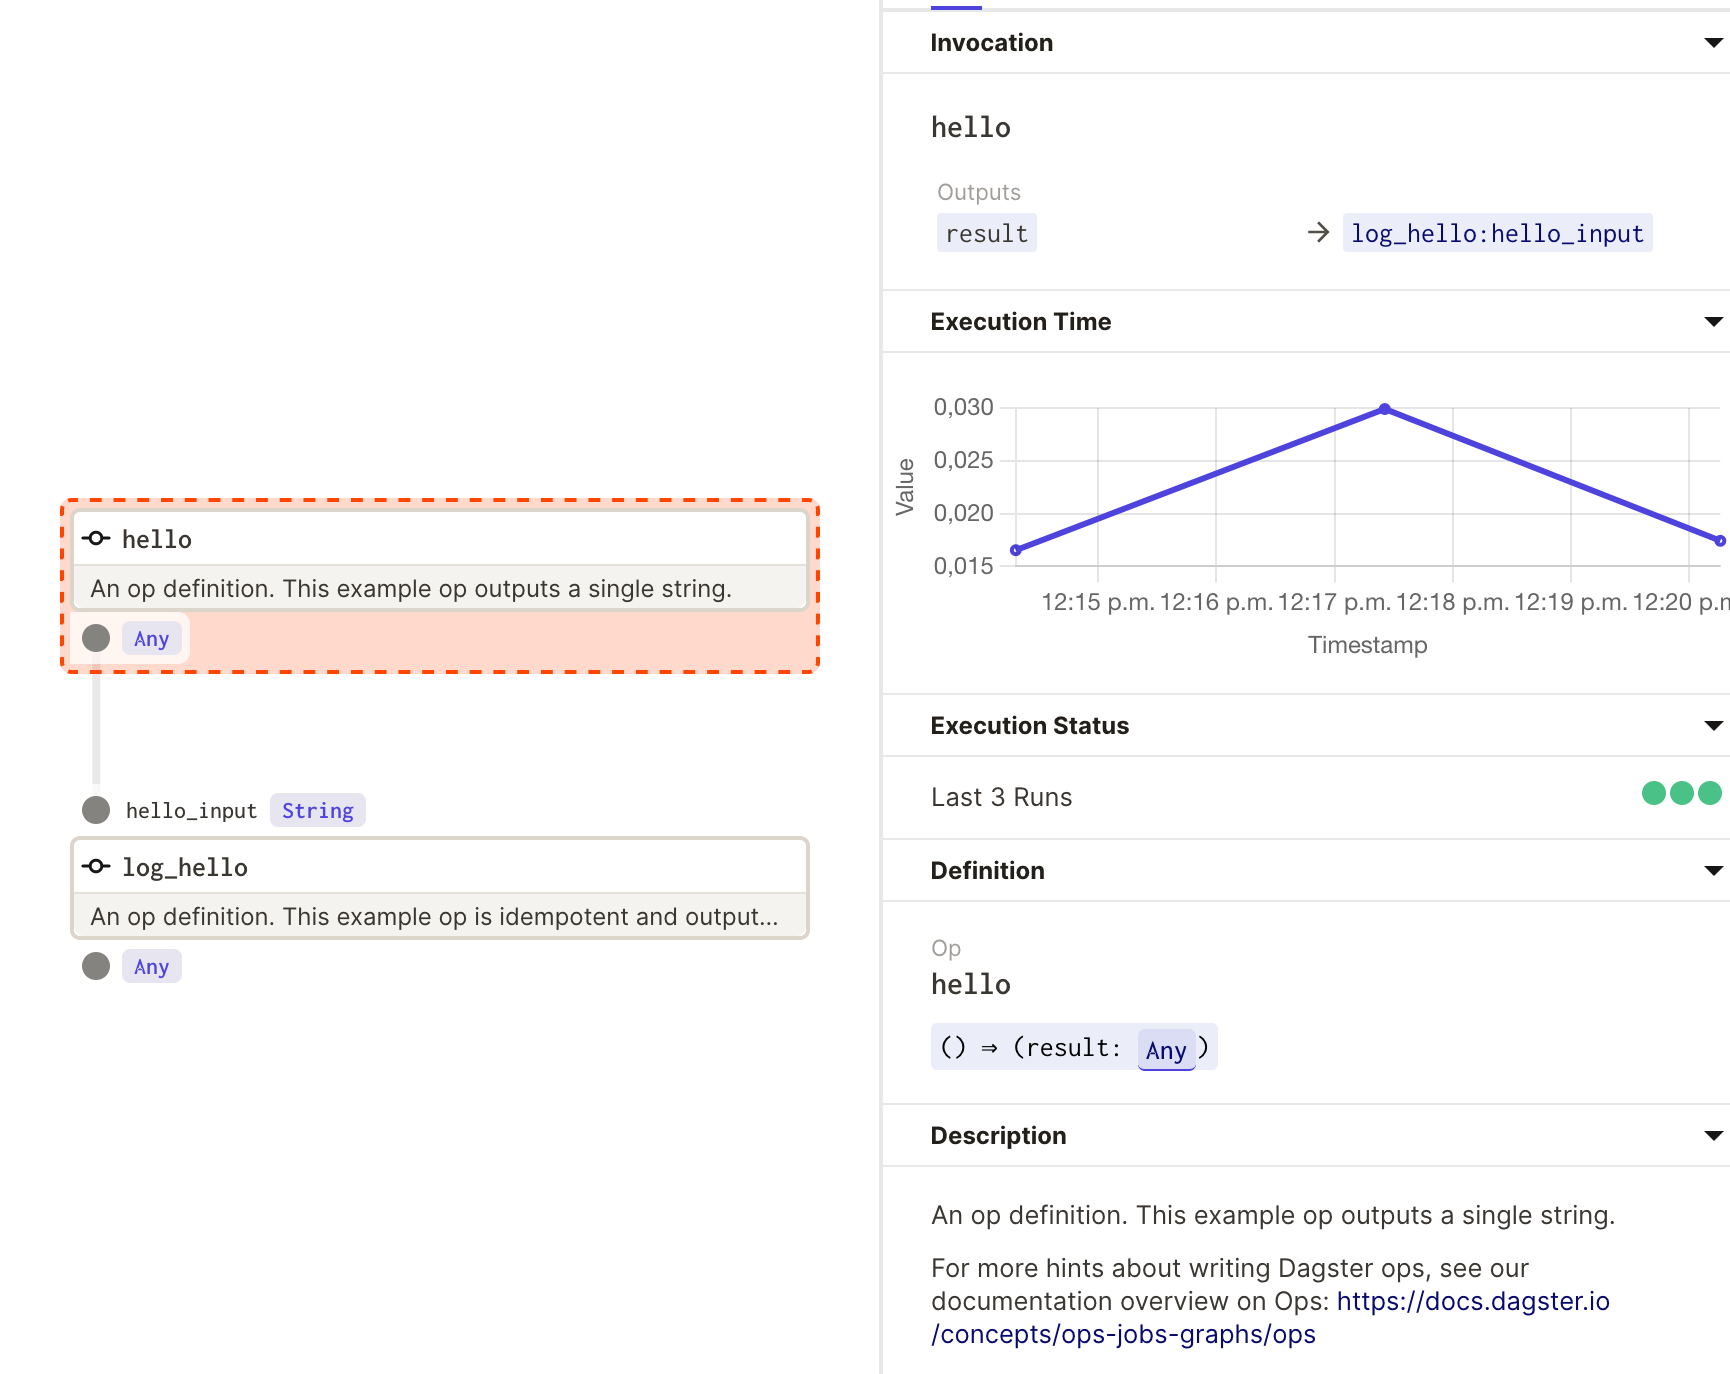 hello
An op definition. This example op outputs a single string.
Any
hello_input String
log_hello
An op definition. This example op is idempotent and output...
Any
Invocation
hello
Outputs
result → log_hello:hello_input
Execution Time
Value
0,030
0,025
0,020
0,015
12:15 p.m. 12:16 p.m. 12:17 p.m. 12:18 p.m. 12:19 p.m. 12:20 p.m
Timestamp
Execution Status
Last 3 Runs
Definition
Op
hello
() ⇒ (result: Any)
Description
An op definition. This example op outputs a single string.
For more hints about writing Dagster ops, see our
documentation overview on Ops: https://docs.dagster.io
/concepts/ops-jobs-graphs/ops